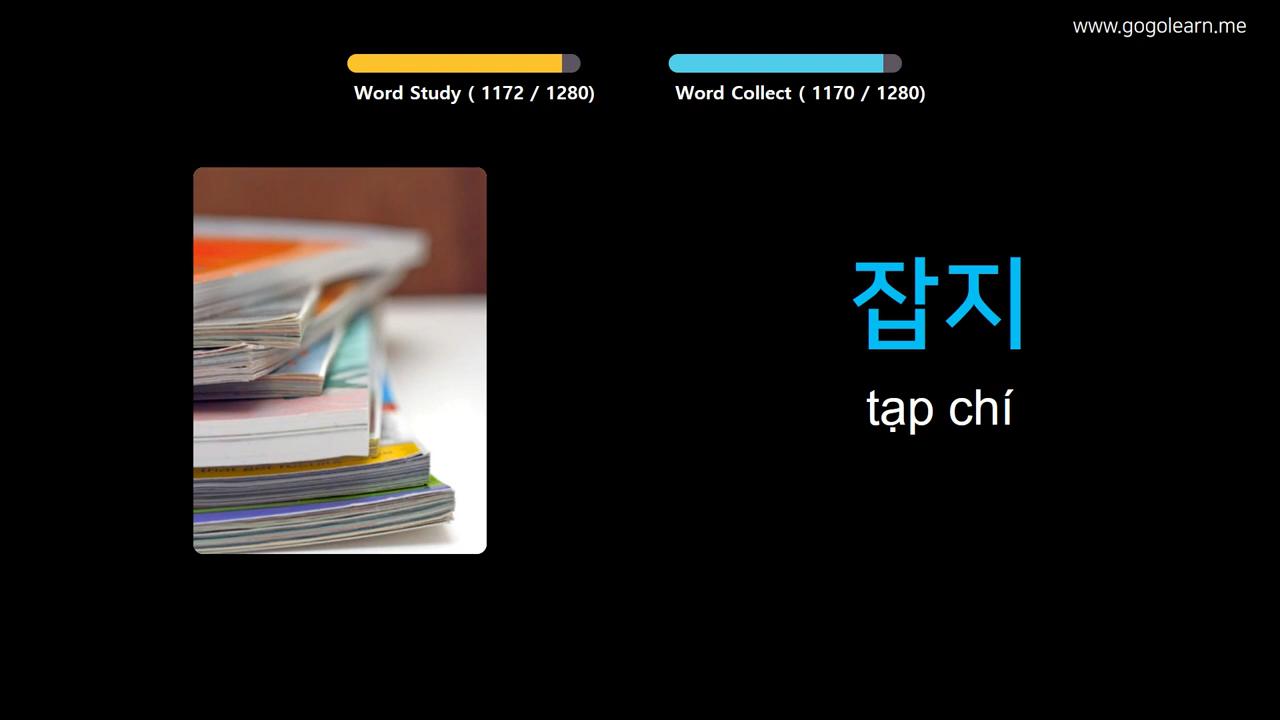 www.gogolearn.me
Word Study ( 1172 / 1280)
Word Collect ( 1170 / 1280)
잡지
tạp chí